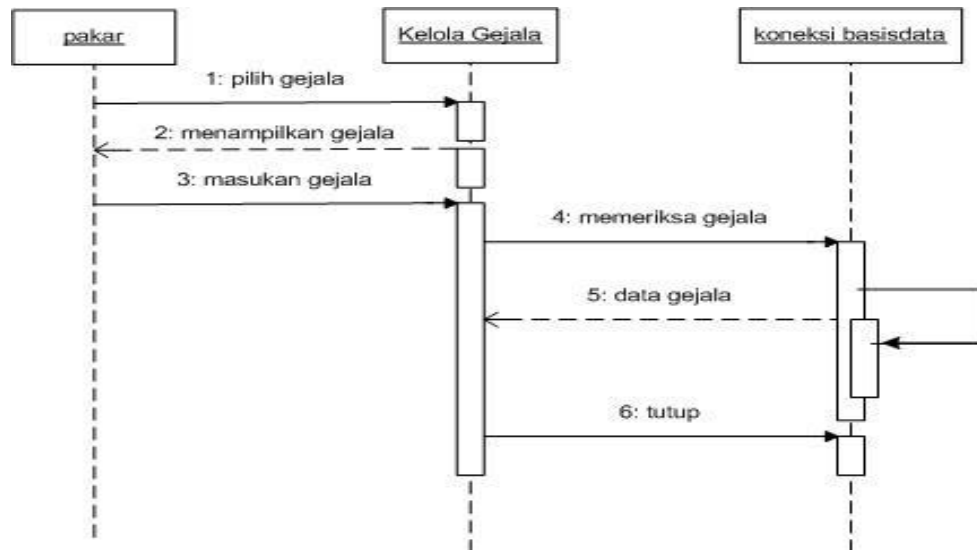 pakar
Kelola Gejala
koneksi basisdata
1: pilih gejala
2: menampilkan gejala
3: masukan gejala
4: memeriksa gejala
5: data gejala
6: tutup